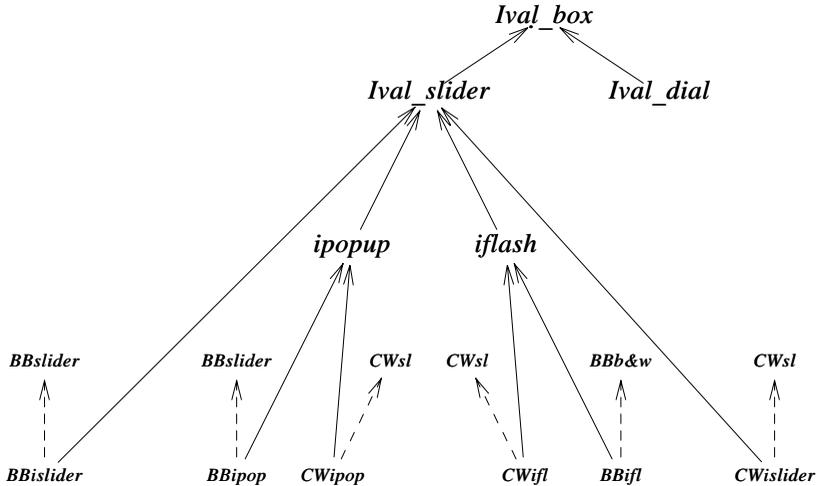 Ival_box
Ival_slider Ival_dial
ipopup iflash
BBslider BBslider CWsl CWsl BBb&w CWsl
BBislider BBipop CWipop CWifl BBifl CWislider